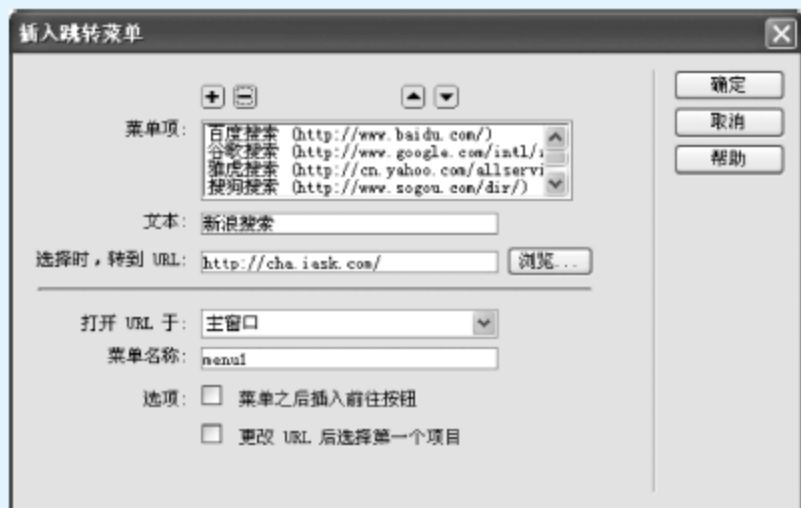 插入跳转菜单
确定
取消
帮助
菜单项:
百度搜索 (http://www.baidu.com/)
谷歌搜索 (http://www.google.com/intl/
雅虎搜索 (http://cn.yahoo.com/allservi
搜狗搜索 (http://www.sogou.com/dir/)
文本: 新浪搜索
选择时，转到 URL: http://cha.iask.com/ 浏览...
打开 URL 于: 主窗口
菜单名称: menu1
选项: 菜单之后插入前往按钮
更改 URL 后选择第一个项目